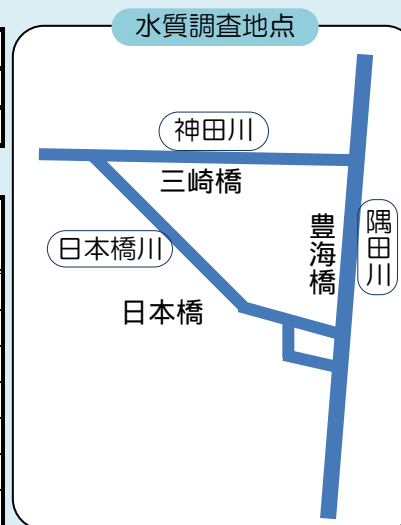 水質調査地点
神田川
三崎橋
日本橋川
豊海橋
隅田川
日本橋